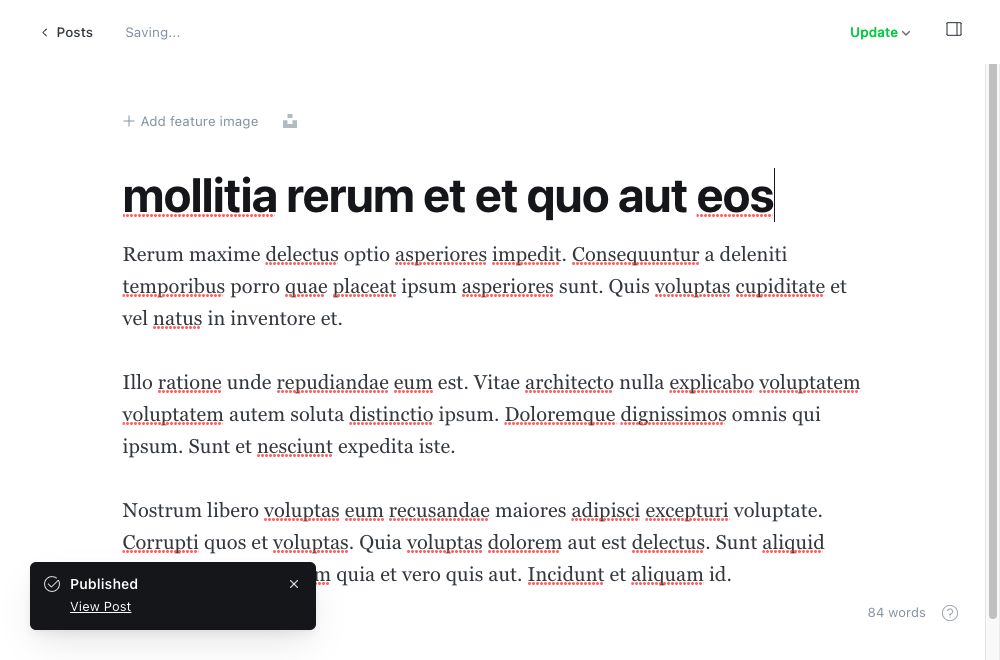 Posts
Saving...
Update
Add feature image
mollitia rerum et et quo aut eos
Rerum maxime delectus optio asperiores impedit. Consequuntur a deleniti
temporibus porro quae placeat ipsum asperiores sunt. Quis voluptas cupiditate et
vel natus in inventore et.
Illo ratione unde repudiandae eum est. Vitae architecto nulla explicabo voluptatem
voluptatem autem soluta distinctio ipsum. Doloremque dignissimos omnis qui
ipsum. Sunt et nesciunt expedita iste.
Nostrum libero voluptas eum recusandae maiores adipisci excepturi voluptate.
Corrupti quos et voluptas. Quia voluptas dolorem aut est delectus. Sunt aliquid
quia et vero quis aut. Incidunt et aliquam id.
Published
View Post
84 words